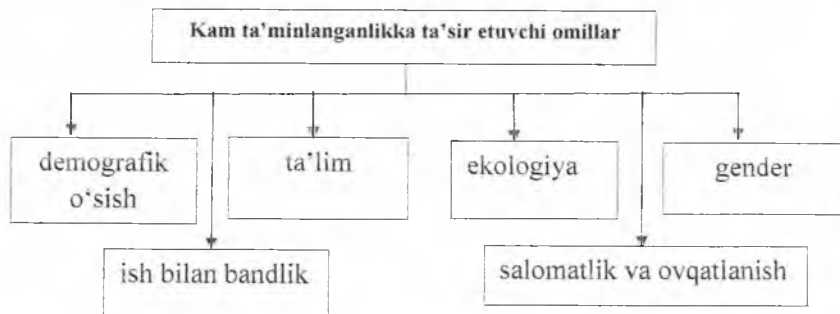 Kam ta’minlanganlikka ta’sir etuvchi omillar
demografik
o‘sish
ta’lim
ekologiya
gender
ish bilan bandlik
salomatlik va ovqatlanish